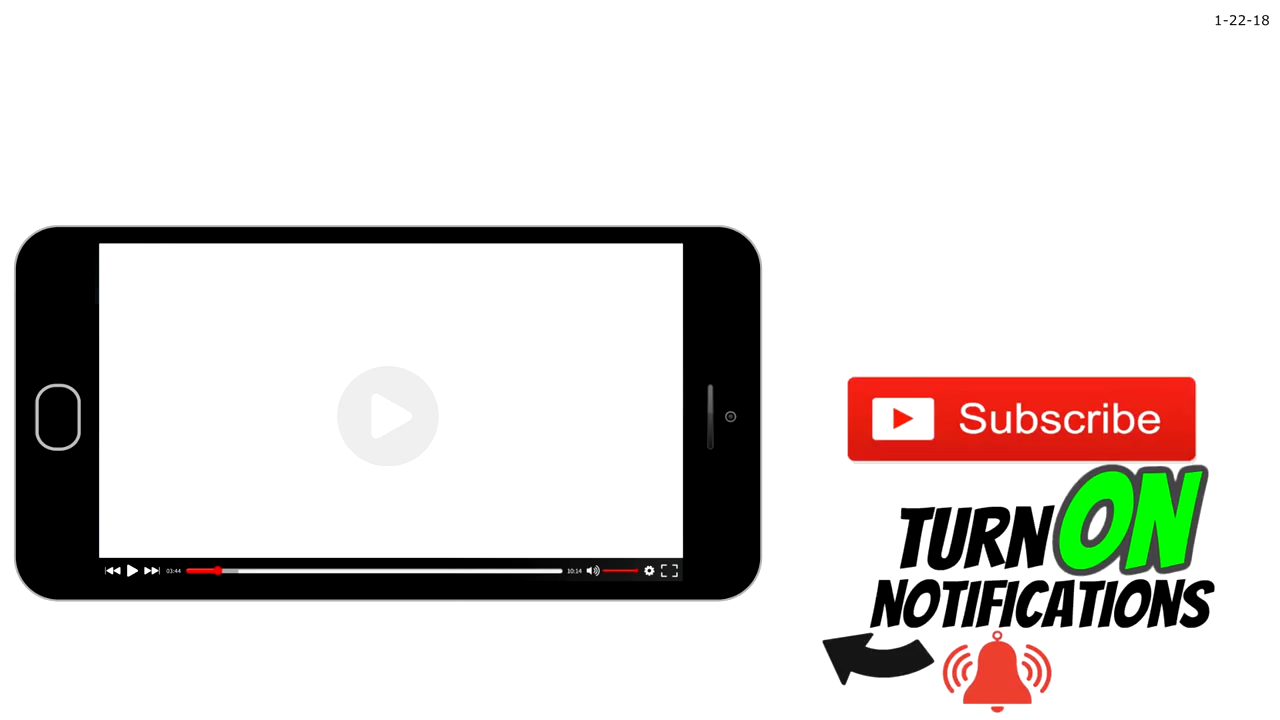 1-22-18
03:44
10:14
Subscribe
TURN ON
NOTIFICATIONS